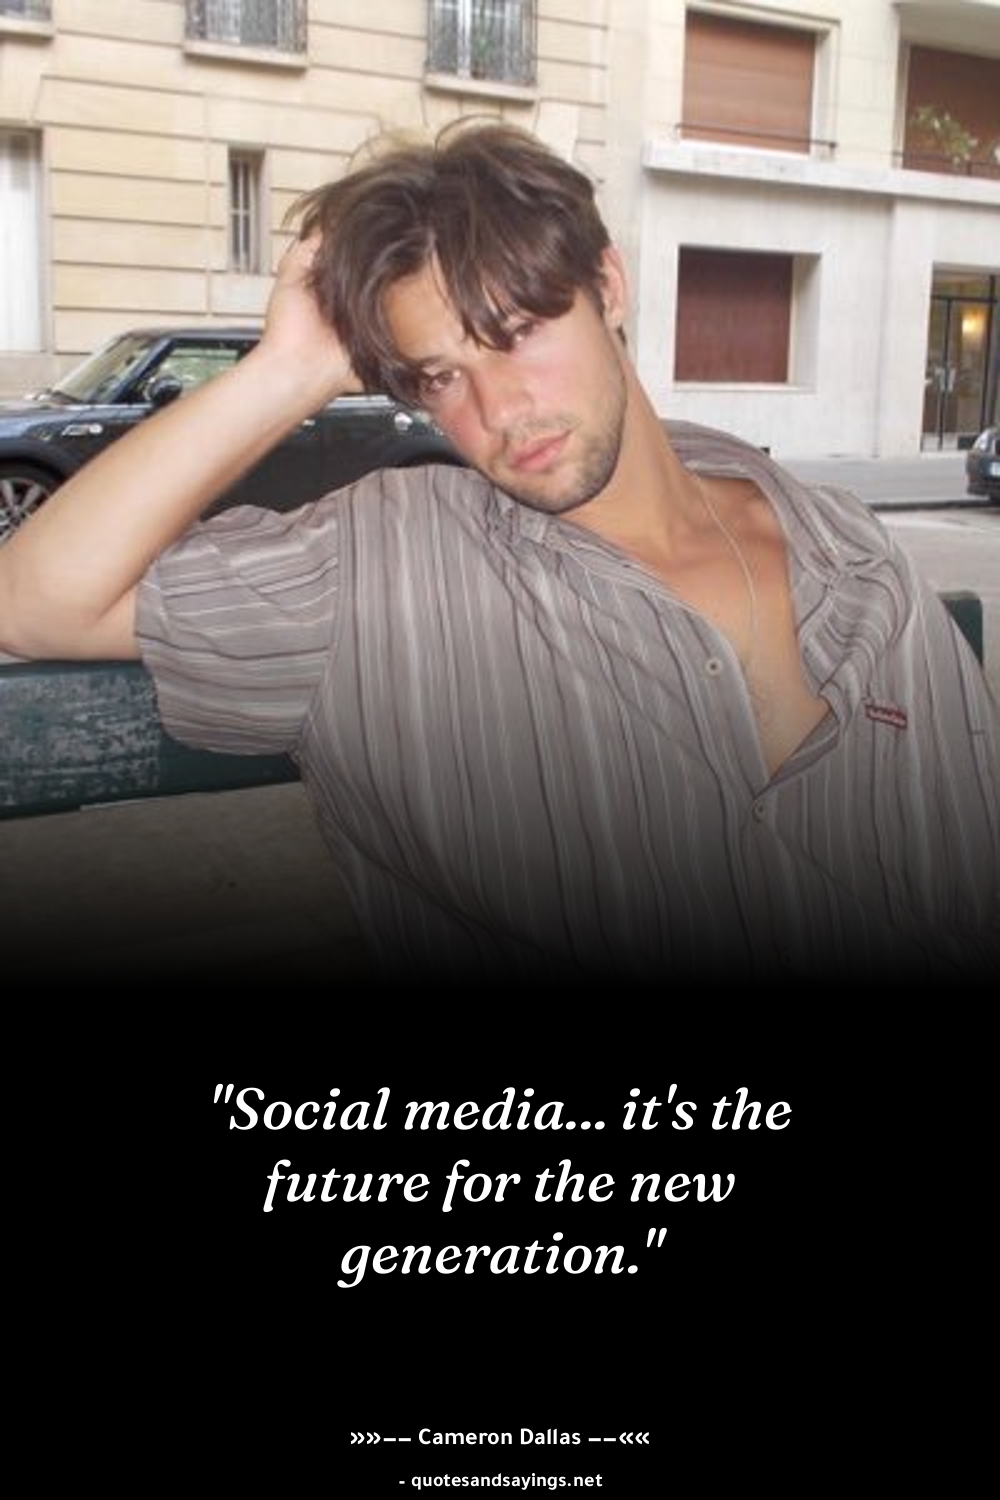 "Social media... it's the
future for the new
generation."
»»–– Cameron Dallas ––««
- quotesandsayings.net